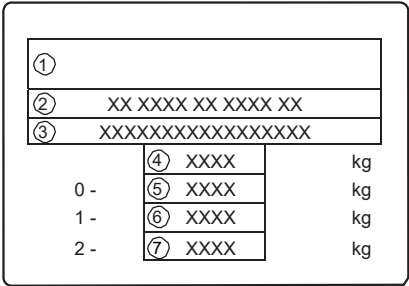 ①
② XX XXXX XX XXXX XX
③ XXXXXXXXXXXXXXXXX
④ XXXX kg
0 - ⑤ XXXX kg
1 - ⑥ XXXX kg
2 - ⑦ XXXX kg